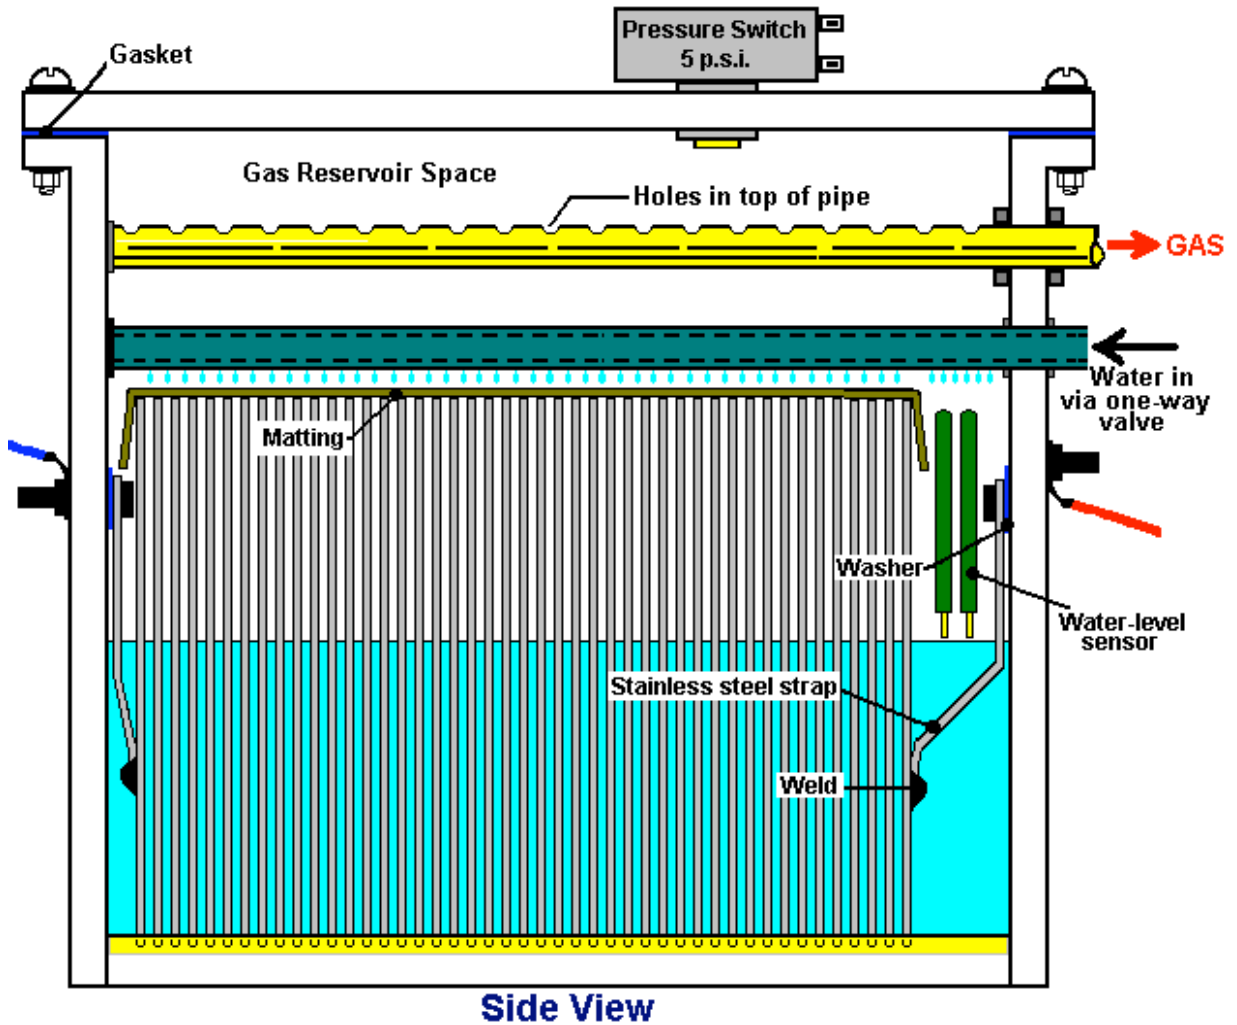 Pressure Switch
5 p.s.i.
Gasket
Gas Reservoir Space
Holes in top of pipe
GAS
Water in
via one-way
valve
Matting
Washer
Water-level
sensor
Stainless steel strap
Weld
Side View